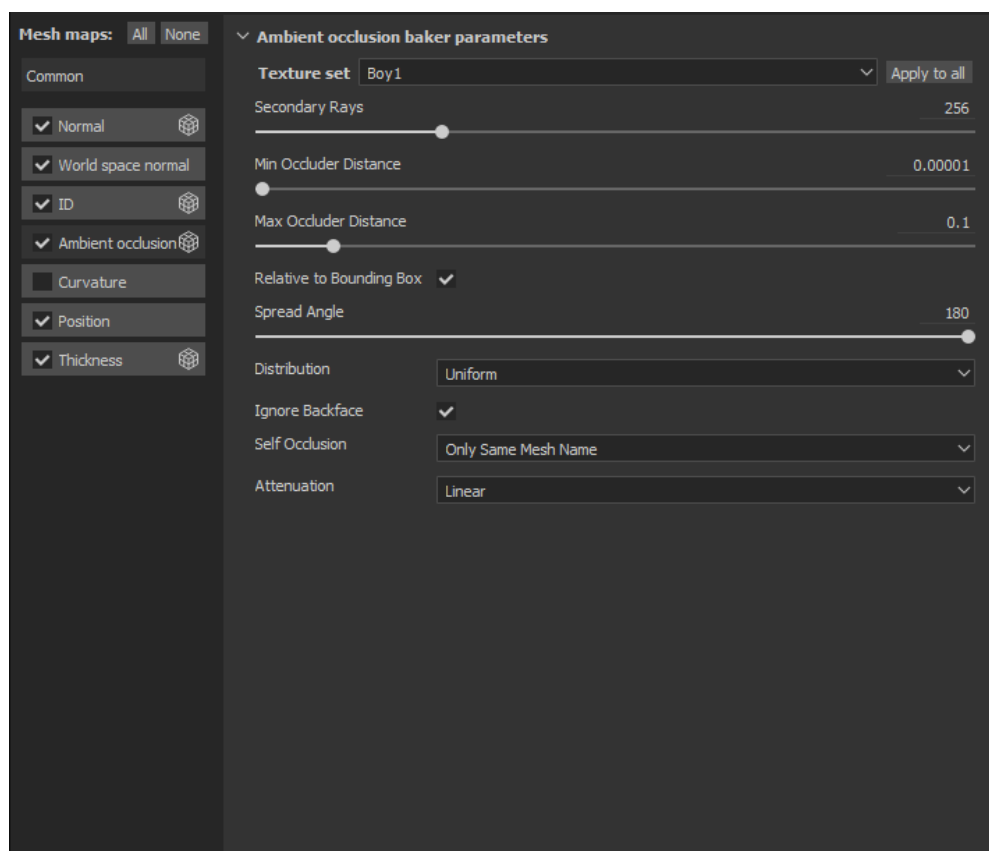 Mesh maps: All None
Common
Normal
World space normal
ID
Ambient occlusion
Curvature
Position
Thickness
Ambient occlusion baker parameters
Texture set Boy1 Apply to all
Secondary Rays 256
Min Occluder Distance 0.00001
Max Occluder Distance 0.1
Relative to Bounding Box
Spread Angle 180
Distribution Uniform
Ignore Backface
Self Occlusion Only Same Mesh Name
Attenuation Linear